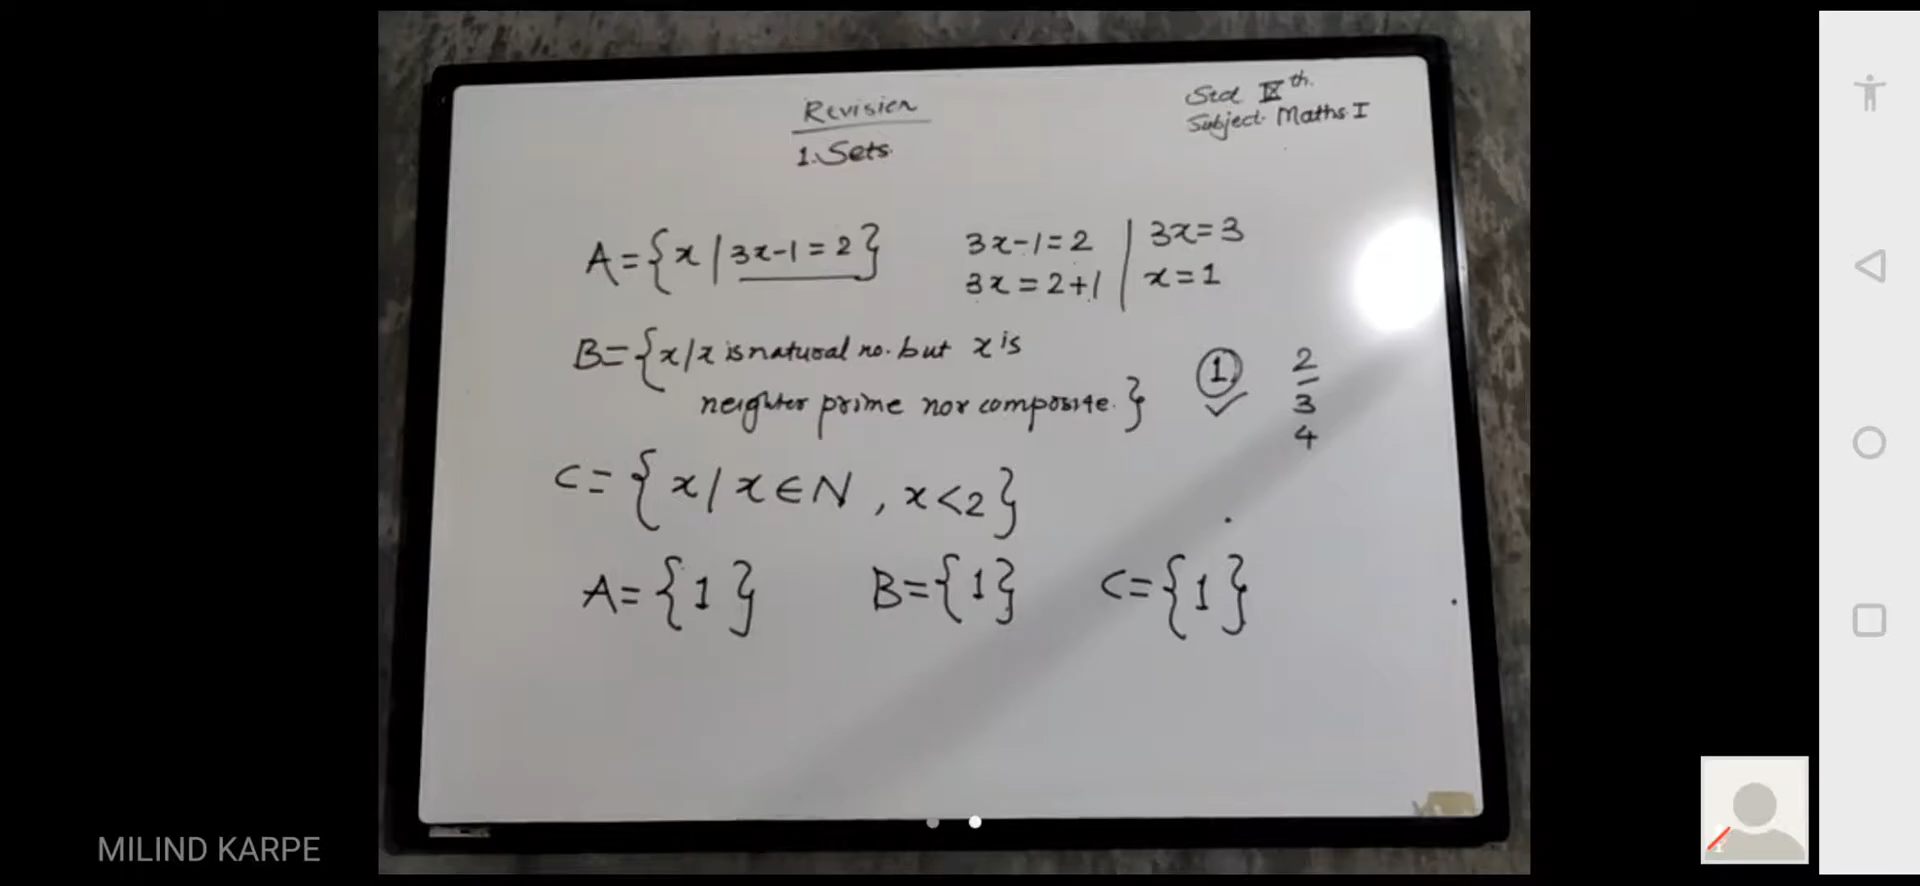 Revision
1. Sets
Std IXth.
Subject. Maths. I
A = { x / 3x-1 = 2 }
3x-1 = 2
3x = 2+1
3x = 3
x = 1
B = { x/x is natural no. but x is
neighter prime nor composite. }
1
2
3
4
C = { x / x ∈ N , x < 2 }
A = { 1 }    B = { 1 }    C = { 1 }
MILIND KARPE